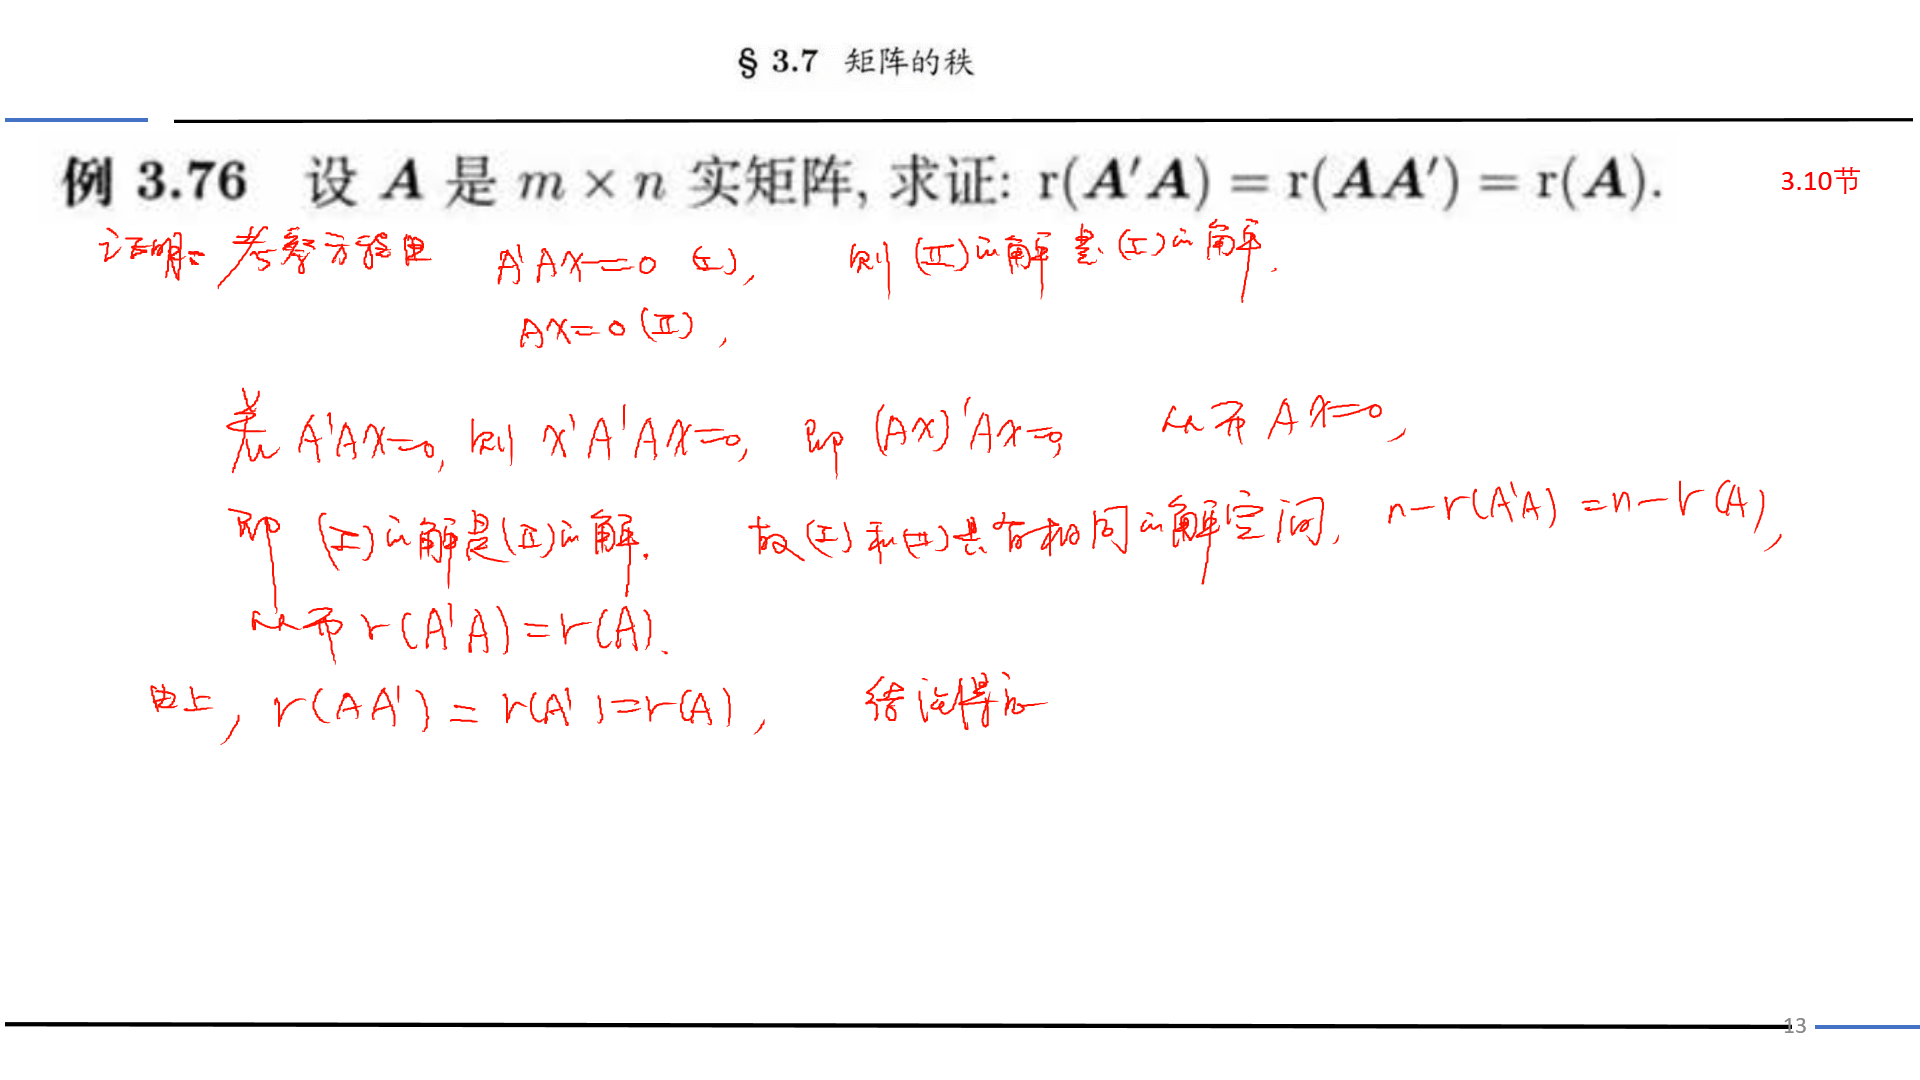 § 3.7 矩阵的秩
例 3.76 设 A 是 m × n 实矩阵, 求证: r(A′A) = r(AA′) = r(A).
3.10节
证明: 考察方程组 A'AX=0 (I), 则 (II) 的解是 (I) 的解.
AX=0 (II),
若 A'AX=0, 则 X'A'AX=0, 即 (AX)'AX=0, 从而 AX=0,
即 (I) 的解是 (II) 的解. 故 (I) 和 (II) 具有相同的解空间, n-r(A'A) = n-r(A),
从而 r(A'A) = r(A).
由上, r(AA') = r(A') = r(A), 结论得证
13